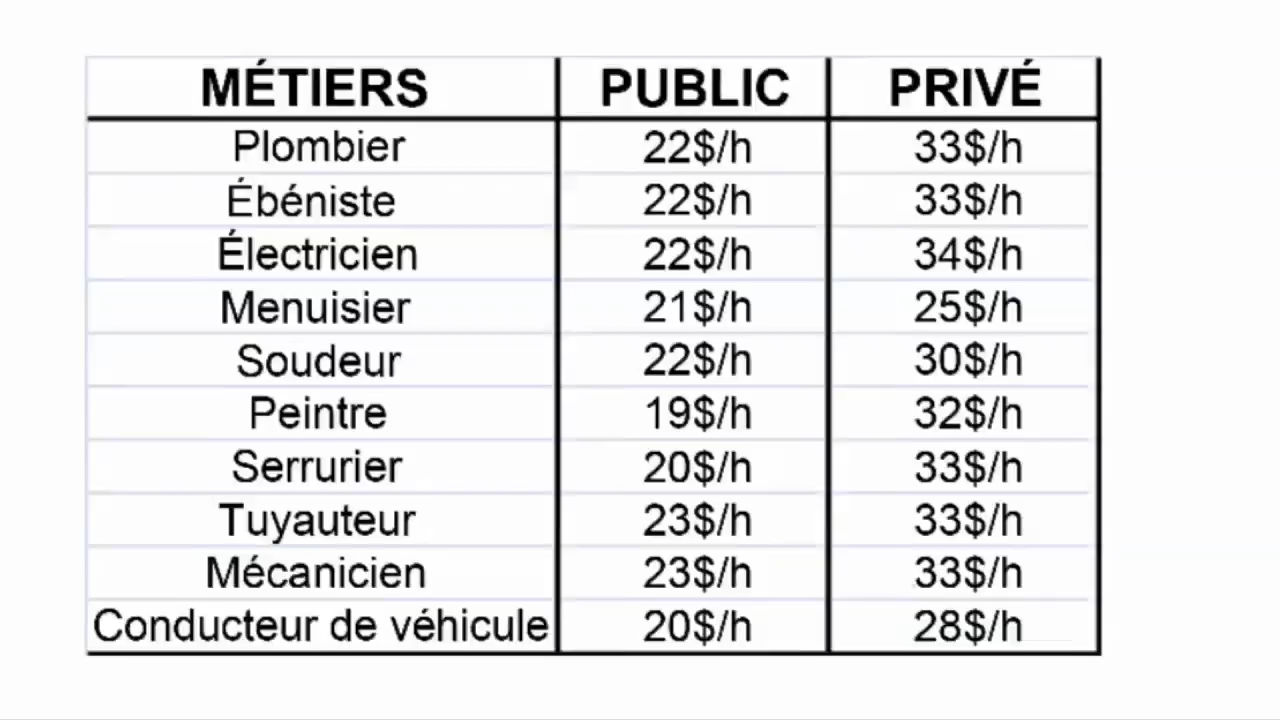 MÉTIERS PUBLIC PRIVÉ
Plombier 22$/h 33$/h
Ébéniste 22$/h 33$/h
Électricien 22$/h 34$/h
Menuisier 21$/h 25$/h
Soudeur 22$/h 30$/h
Peintre 19$/h 32$/h
Serrurier 20$/h 33$/h
Tuyauteur 23$/h 33$/h
Mécanicien 23$/h 33$/h
Conducteur de véhicule 20$/h 28$/h